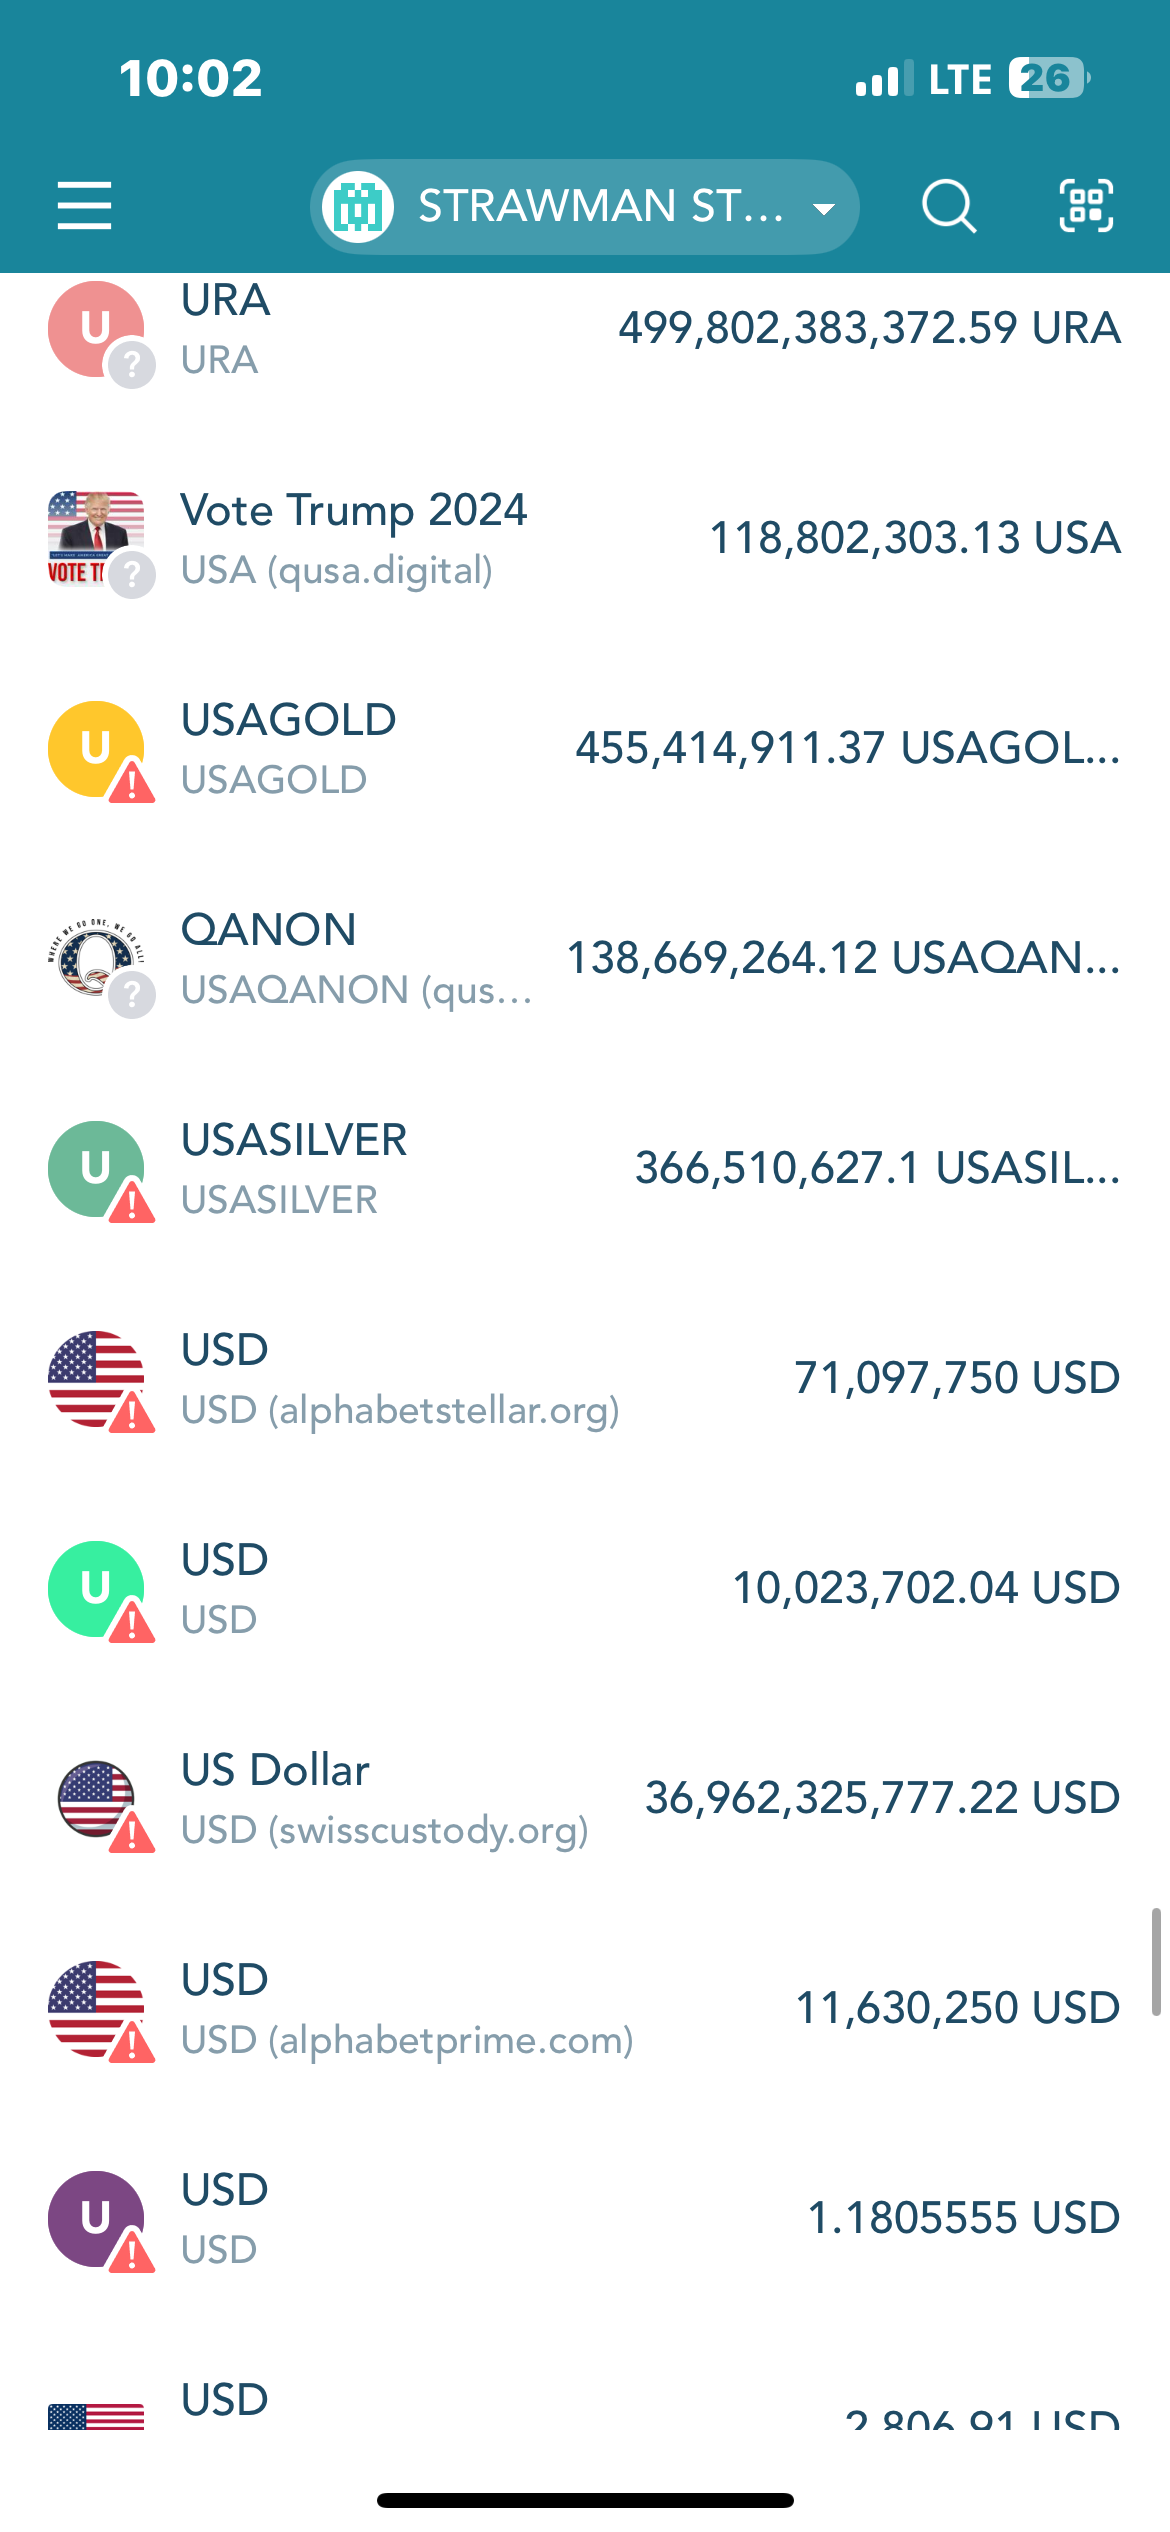 10:02
LTE 26
STRAWMAN ST...
U
?
URA
URA
499,802,383,372.59 URA
VOTE T
?
Vote Trump 2024
USA (qusa.digital)
118,802,303.13 USA
U
USAGOLD
USAGOLD
455,414,911.37 USAGOL...
WHERE WE GO ONE, WE GO ALL!
Q
?
QANON
USAQANON (qus...
138,669,264.12 USAQAN...
U
USASILVER
USASILVER
366,510,627.1 USASIL...
USD
USD (alphabetstellar.org)
71,097,750 USD
U
USD
USD
10,023,702.04 USD
US Dollar
USD (swisscustody.org)
36,962,325,777.22 USD
USD
USD (alphabetprime.com)
11,630,250 USD
U
USD
USD
1.1805555 USD
USD
2,806.91 USD